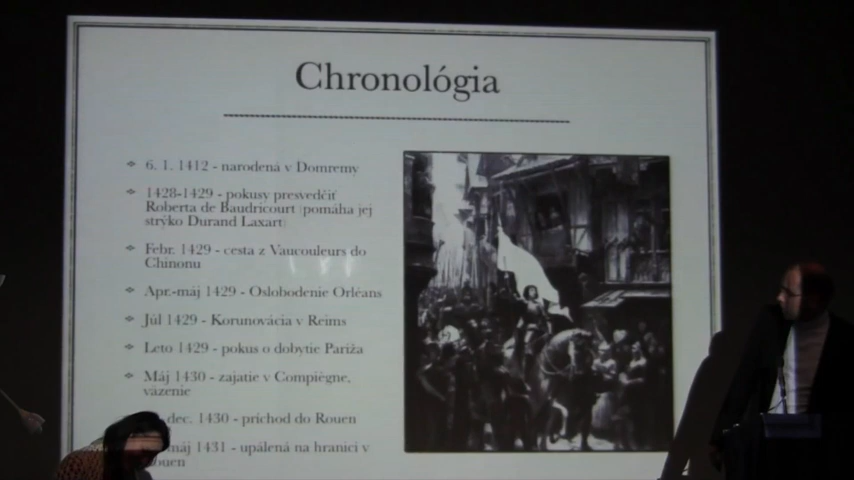 Chronológia
6. 1. 1412 - narodená v Domremy
1428-1429 - pokusy presvedčiť
Roberta de Baudricourt (pomáha jej
strýko Durand Laxart)
Febr. 1429 - cesta z Vaucouleurs do
Chinonu
Apr.-máj 1429 - Oslobodenie Orléans
Júl 1429 - Korunovácia v Reims
Leto 1429 - pokus o dobytie Paríža
Máj 1430 - zajatie v Compiègne,
väzenie
dec. 1430 - príchod do Rouen
máj 1431 - upálená na hranici v